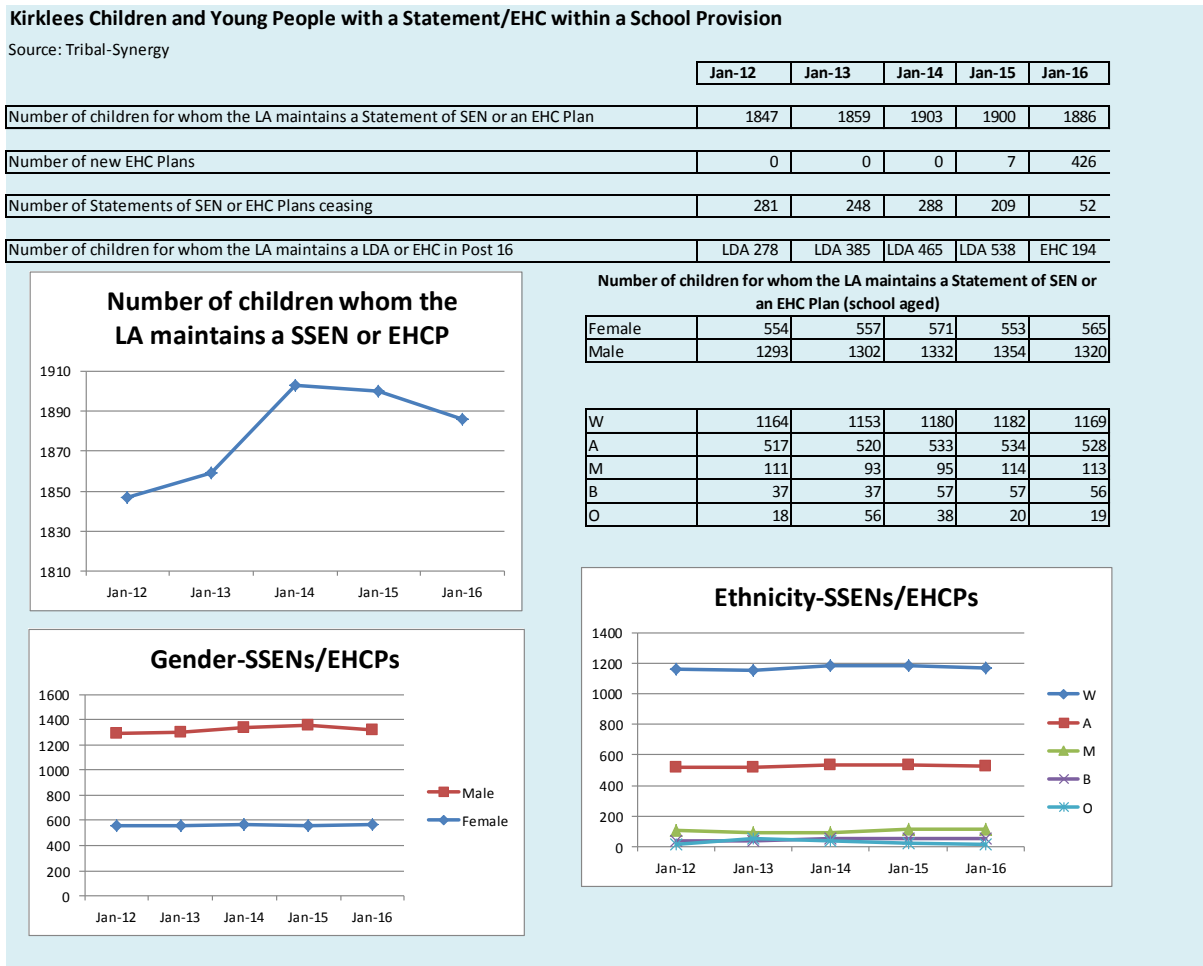 Kirklees Children and Young People with a Statement/EHC within a School Provision
Source: Tribal-Synergy
Jan-12 Jan-13 Jan-14 Jan-15 Jan-16
Number of children for whom the LA maintains a Statement of SEN or an EHC Plan 1847 1859 1903 1900 1886
Number of new EHC Plans 0 0 0 7 426
Number of Statements of SEN or EHC Plans ceasing 281 248 288 209 52
Number of children for whom the LA maintains a LDA or EHC in Post 16 LDA 278 LDA 385 LDA 465 LDA 538 EHC 194
Number of children whom the
LA maintains a SSEN or EHCP
1910
1890
1870
1850
1830
1810
Jan-12 Jan-13 Jan-14 Jan-15 Jan-16
Number of children for whom the LA maintains a Statement of SEN or
an EHC Plan (school aged)
Female 554 557 571 553 565
Male 1293 1302 1332 1354 1320
W 1164 1153 1180 1182 1169
A 517 520 533 534 528
M 111 93 95 114 113
B 37 37 57 57 56
O 18 56 38 20 19
Gender-SSENs/EHCPs
1600
1400
1200
1000
800
600
400
200
0
Jan-12 Jan-13 Jan-14 Jan-15 Jan-16
Male
Female
Ethnicity-SSENs/EHCPs
1400
1200
1000
800
600
400
200
0
Jan-12 Jan-13 Jan-14 Jan-15 Jan-16
W
A
M
B
O